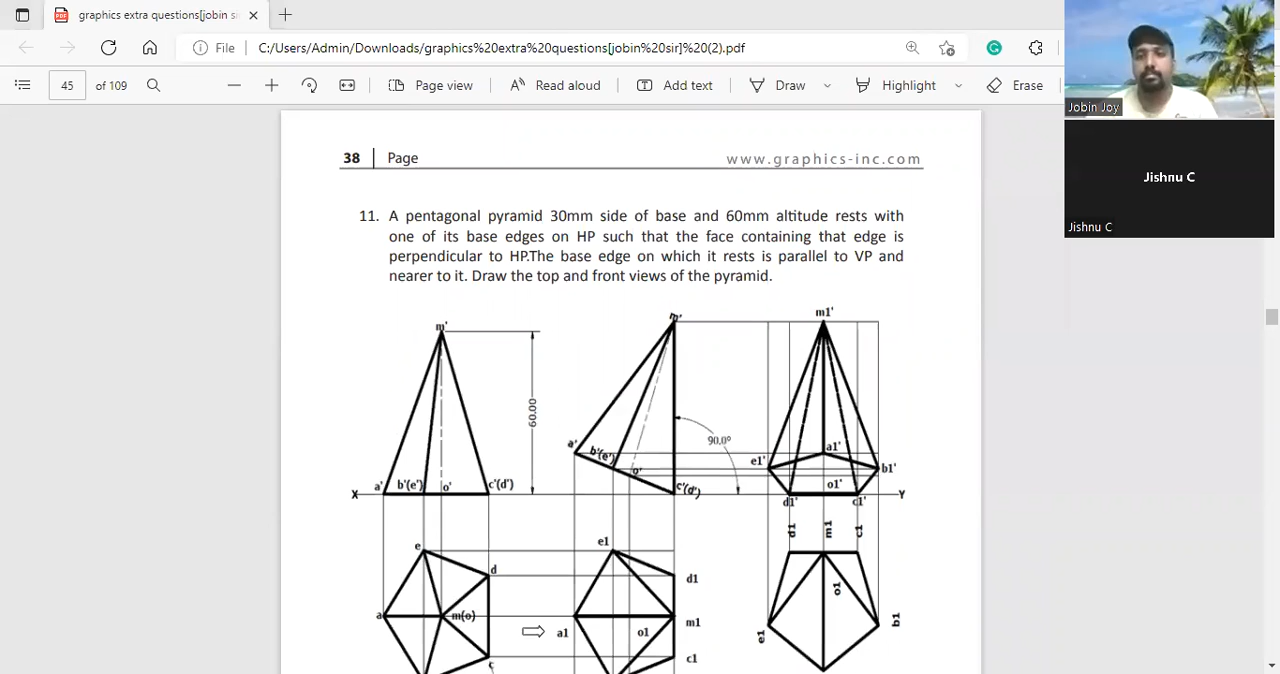 graphics extra questions[jobin si
File
C:/Users/Admin/Downloads/graphics%20extra%20questions[jobin%20sir]%20(2).pdf
45 of 109
Page view
Read aloud
Add text
Draw
Highlight
Erase
Jobin Joy
Jishnu C
Jishnu C
38 Page
www.graphics-inc.com
11. A pentagonal pyramid 30mm side of base and 60mm altitude rests with
one of its base edges on HP such that the face containing that edge is
perpendicular to HP.The base edge on which it rests is parallel to VP and
nearer to it. Draw the top and front views of the pyramid.
m' m' m1'
60.00
90.0°
a' b'(e') o' c'(d')
a' b'(e') o' c'(d')
e1' a1' b1' o1' d1' c1'
X Y
d1 m1 c1
e d a m(o) c
e1 d1 a1 o1 m1 c1
o1 e1 b1